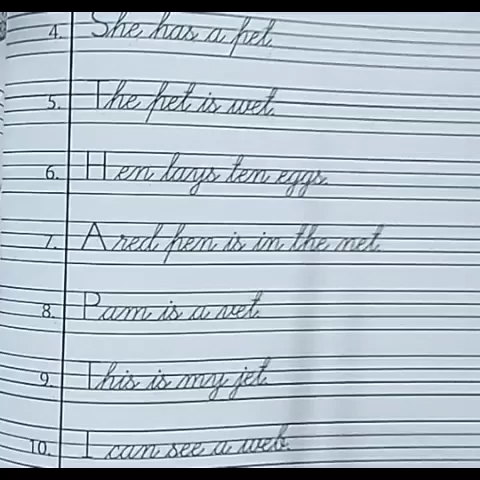 4. She has a pet.
5. The pet is wet.
6. Hen lays ten eggs.
7. A red pen is in the net.
8. Pam is a vet.
9. This is my jet.
10. I can see a web.